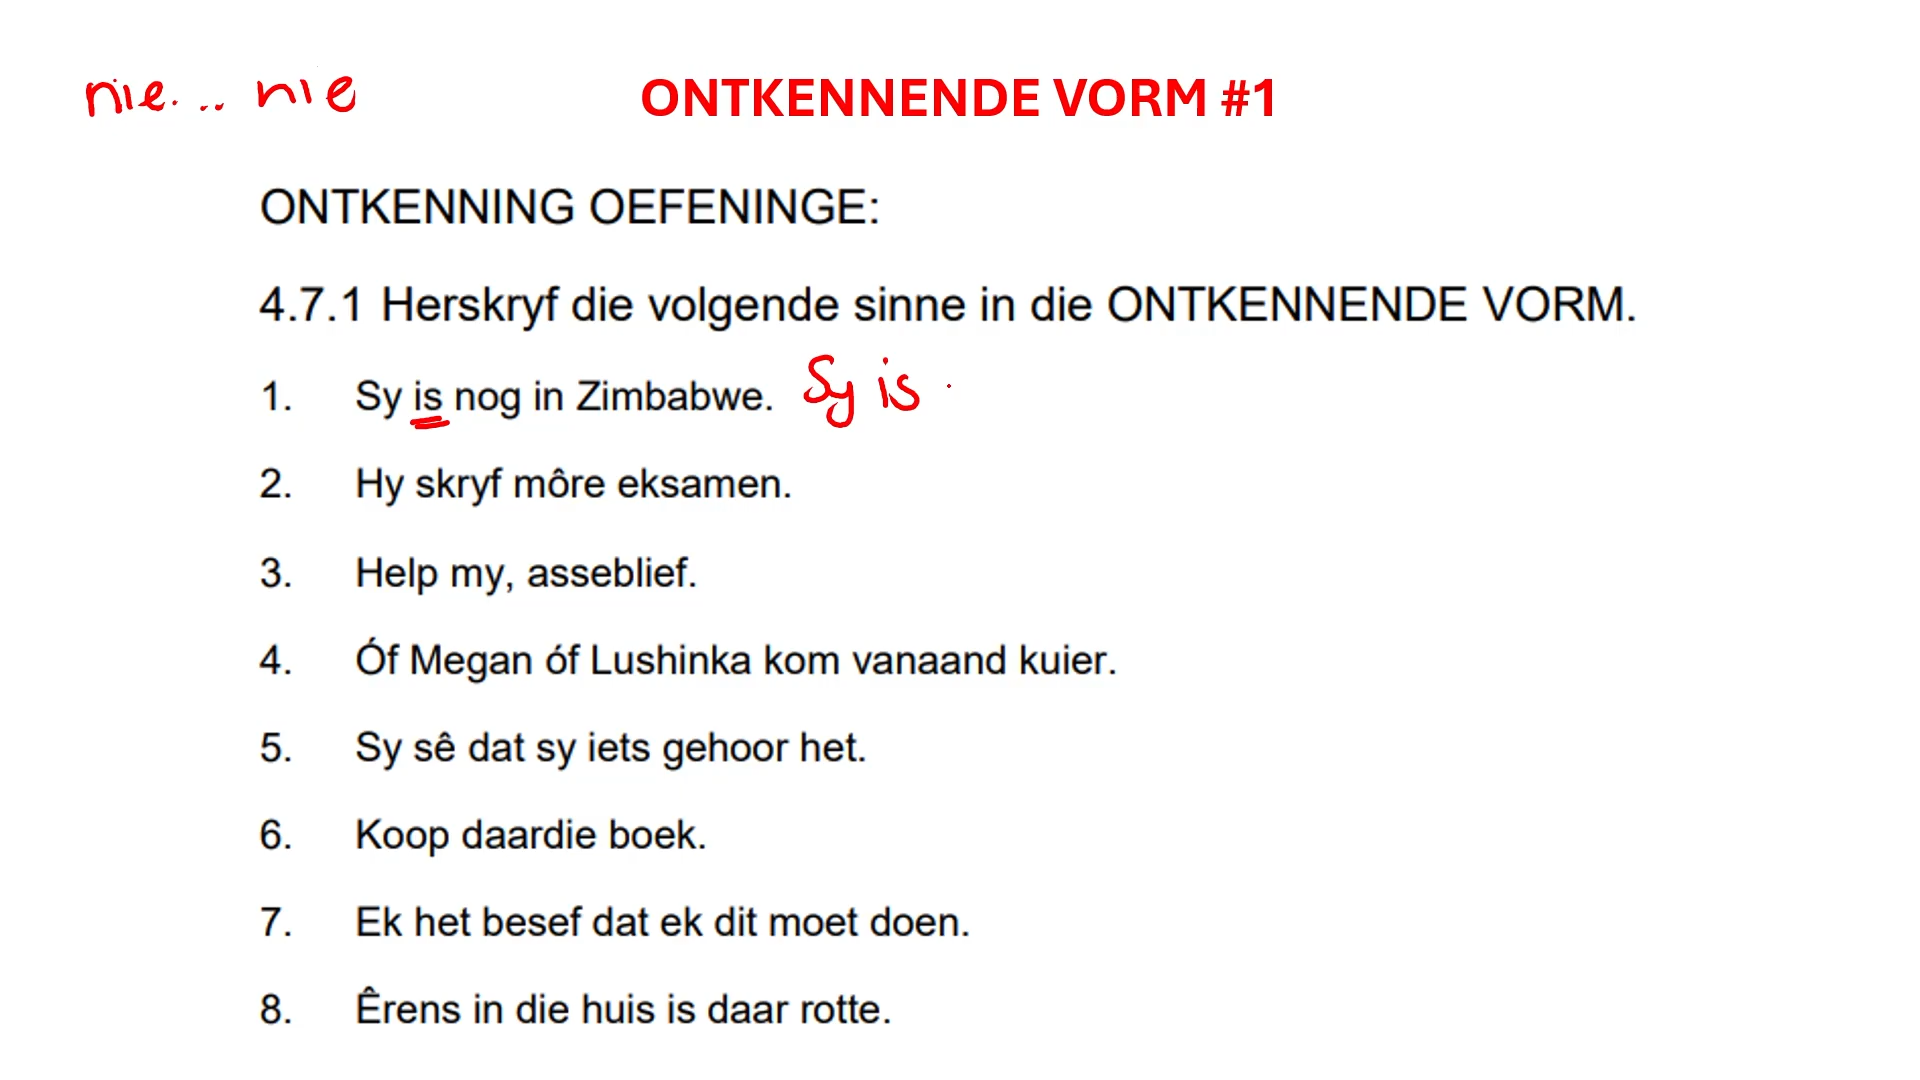 nie... nie
ONTKENNENDE VORM #1
ONTKENNING OEFENINGE:
4.7.1 Herskryf die volgende sinne in die ONTKENNENDE VORM.
1. Sy is nog in Zimbabwe. Sy is
2. Hy skryf môre eksamen.
3. Help my, asseblief.
4. Óf Megan óf Lushinka kom vanaand kuier.
5. Sy sê dat sy iets gehoor het.
6. Koop daardie boek.
7. Ek het besef dat ek dit moet doen.
8. Êrens in die huis is daar rotte.